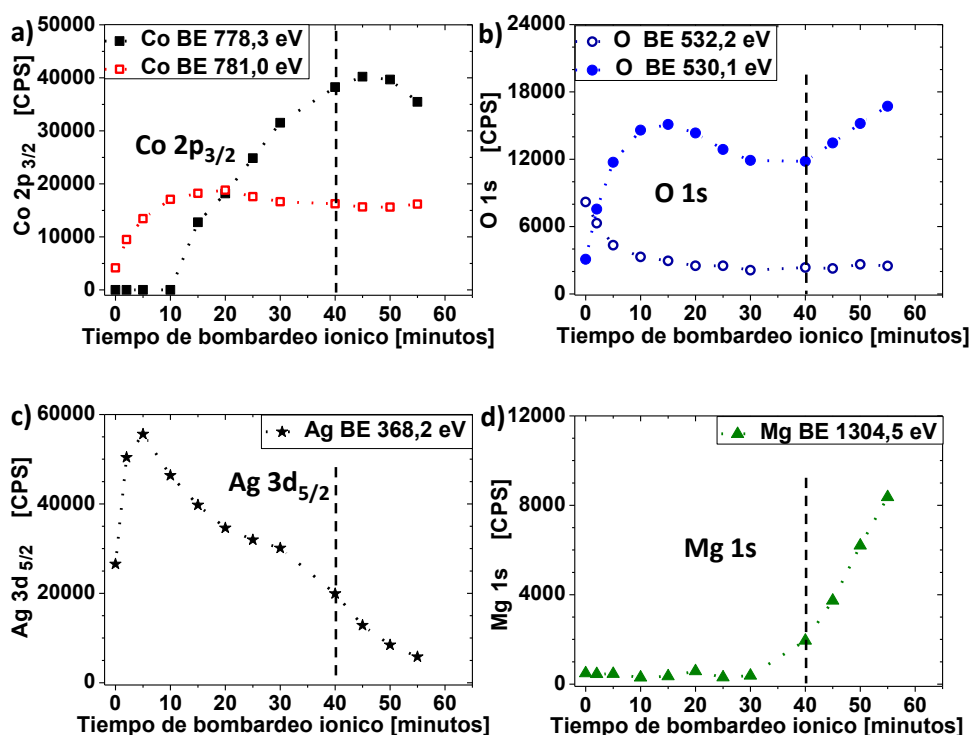 a)
Co BE 778,3 eV
Co BE 781,0 eV
Co 2p3/2
Co 2p 3/2 [CPS]
50000
40000
30000
20000
10000
0
0 10 20 30 40 50 60
Tiempo de bombardeo ionico [minutos]
b)
O BE 532,2 eV
O BE 530,1 eV
O 1s
O 1s [CPS]
24000
18000
12000
6000
0
0 10 20 30 40 50 60
Tiempo de bombardeo ionico [minutos]
c)
Ag BE 368,2 eV
Ag 3d5/2
Ag 3d 5/2 [CPS]
60000
40000
20000
0
0 10 20 30 40 50 60
Tiempo de bombardeo ionico [minutos]
d)
Mg BE 1304,5 eV
Mg 1s
Mg 1s [CPS]
12000
8000
4000
0
0 10 20 30 40 50 60
Tiempo de bombardeo ionico [minutos]